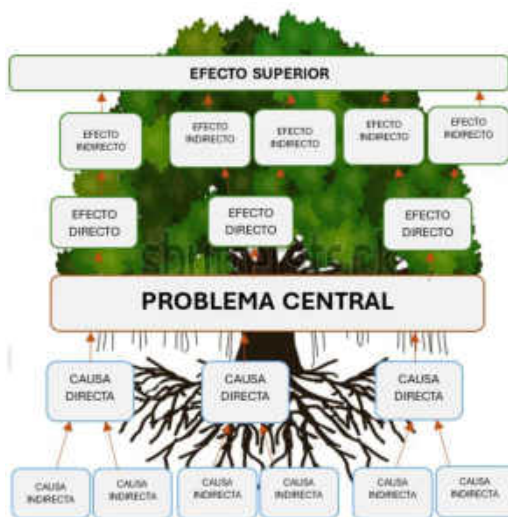 EFECTO SUPERIOR
EFECTO
INDIRECTO
EFECTO
INDIRECTO
EFECTO
INDIRECTO
EFECTO
INDIRECTO
EFECTO
INDIRECTO
EFECTO
DIRECTO
EFECTO
DIRECTO
EFECTO
DIRECTO
PROBLEMA CENTRAL
CAUSA
DIRECTA
CAUSA
DIRECTA
CAUSA
DIRECTA
CAUSA
INDIRECTA
CAUSA
INDIRECTA
CAUSA
INDIRECTA
CAUSA
INDIRECTA
CAUSA
INDIRECTA
CAUSA
INDIRECTA